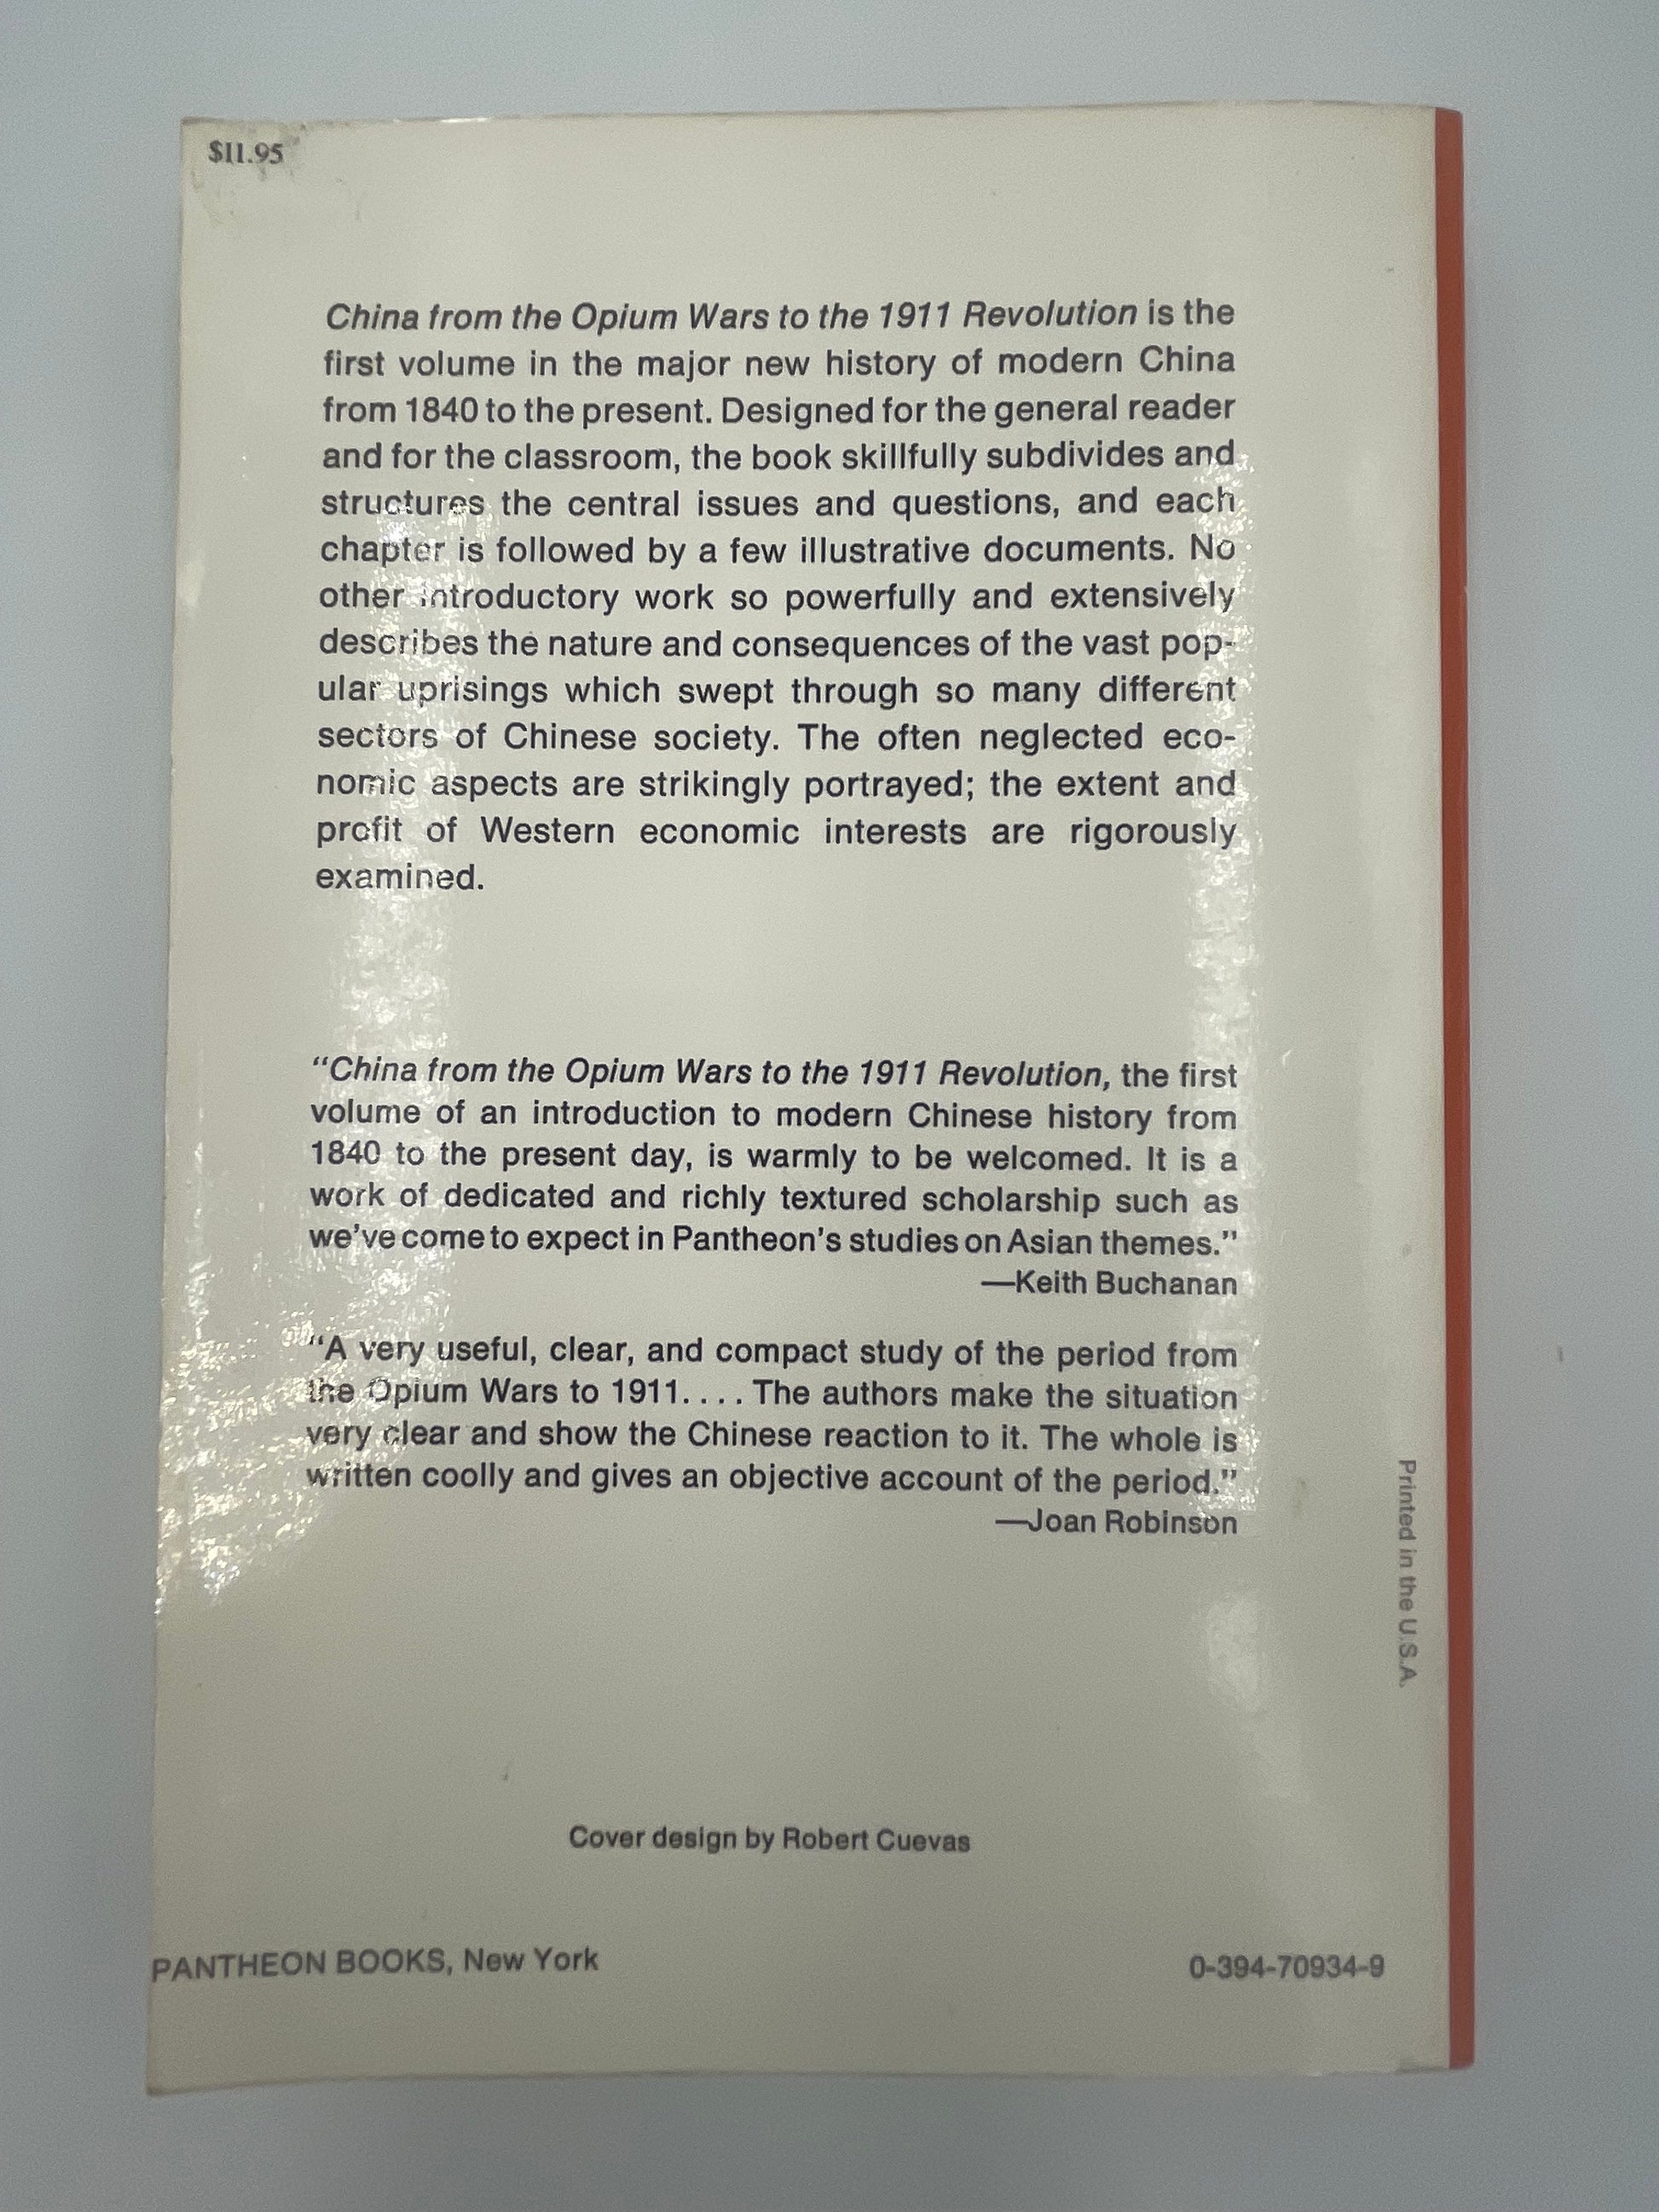 $11.95
China from the Opium Wars to the 1911 Revolution is the
first volume in the major new history of modern China
from 1840 to the present. Designed for the general reader
and for the classroom, the book skillfully subdivides and
structures the central issues and questions, and each
chapter is followed by a few illustrative documents. No
other introductory work so powerfully and extensively
describes the nature and consequences of the vast pop-
ular uprisings which swept through so many different
sectors of Chinese society. The often neglected eco-
nomic aspects are strikingly portrayed; the extent and
profit of Western economic interests are rigorously
examined.
“China from the Opium Wars to the 1911 Revolution, the first
volume of an introduction to modern Chinese history from
1840 to the present day, is warmly to be welcomed. It is a
work of dedicated and richly textured scholarship such as
we’ve come to expect in Pantheon’s studies on Asian themes.”
—Keith Buchanan
“A very useful, clear, and compact study of the period from
the Opium Wars to 1911. . . . The authors make the situation
very clear and show the Chinese reaction to it. The whole is
written coolly and gives an objective account of the period.”
—Joan Robinson
Printed in the U.S.A.
Cover design by Robert Cuevas
PANTHEON BOOKS, New York
0-394-70934-9